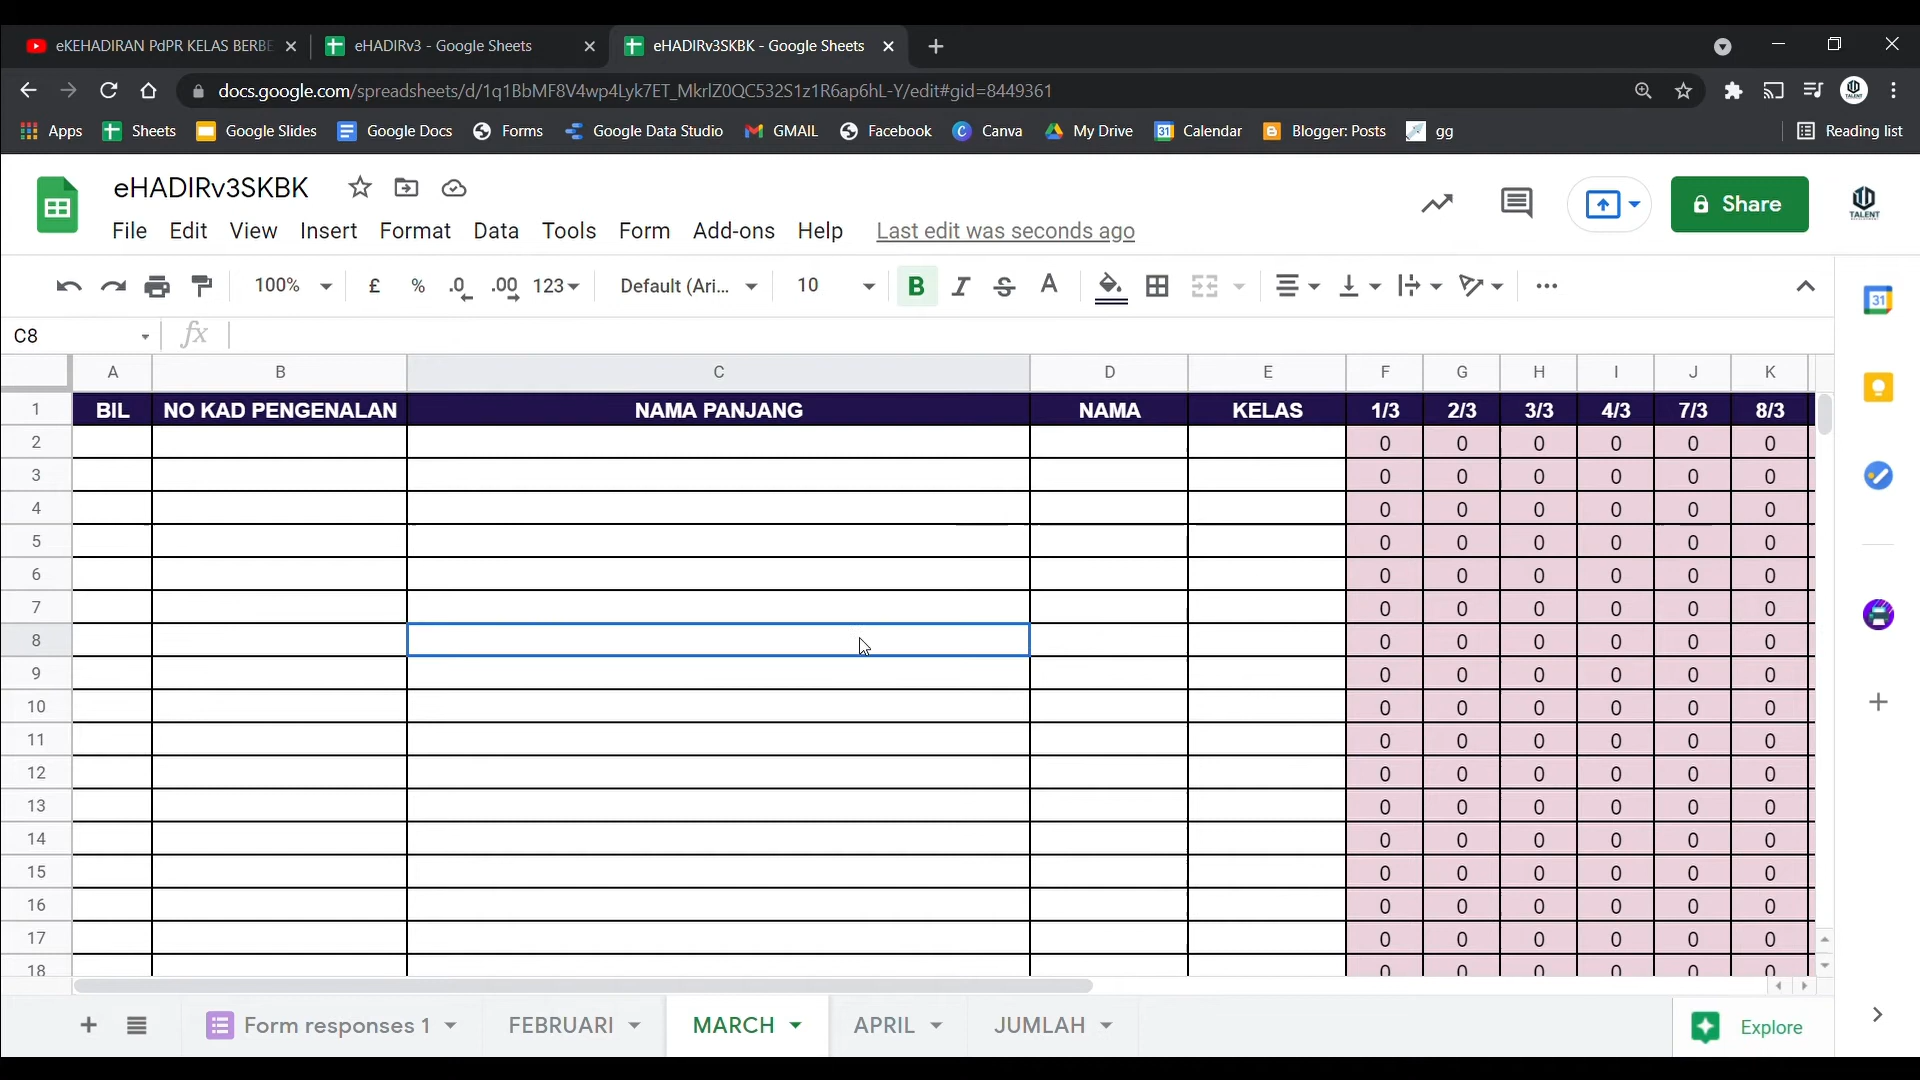 eKEHADIRAN PdPR KELAS BERBE
eHADIRv3 - Google Sheets
eHADIRv3SKBK - Google Sheets
docs.google.com/spreadsheets/d/1q1BbMF8V4wp4Lyk7ET_MkrlZ0QC532S1z1R6ap6hL-Y/edit#gid=8449361
Apps Sheets Google Slides Google Docs Forms Google Data Studio GMAIL Facebook Canva My Drive Calendar Blogger: Posts gg Reading list
eHADIRv3SKBK
Share
TALENT
File Edit View Insert Format Data Tools Form Add-ons Help Last edit was seconds ago
100% £ % .0 .00 123 Default (Ari... 10 B I S A
31
C8 fx
A B C D E F G H I J K
1 BIL NO KAD PENGENALAN NAMA PANJANG NAMA KELAS 1/3 2/3 3/3 4/3 7/3 8/3
2 0 0 0 0 0 0
3 0 0 0 0 0 0
4 0 0 0 0 0 0
5 0 0 0 0 0 0
6 0 0 0 0 0 0
7 0 0 0 0 0 0
8 0 0 0 0 0 0
9 0 0 0 0 0 0
10 0 0 0 0 0 0
11 0 0 0 0 0 0
12 0 0 0 0 0 0
13 0 0 0 0 0 0
14 0 0 0 0 0 0
15 0 0 0 0 0 0
16 0 0 0 0 0 0
17 0 0 0 0 0 0
18 0 0 0 0 0 0
Form responses 1 FEBRUARI MARCH APRIL JUMLAH Explore